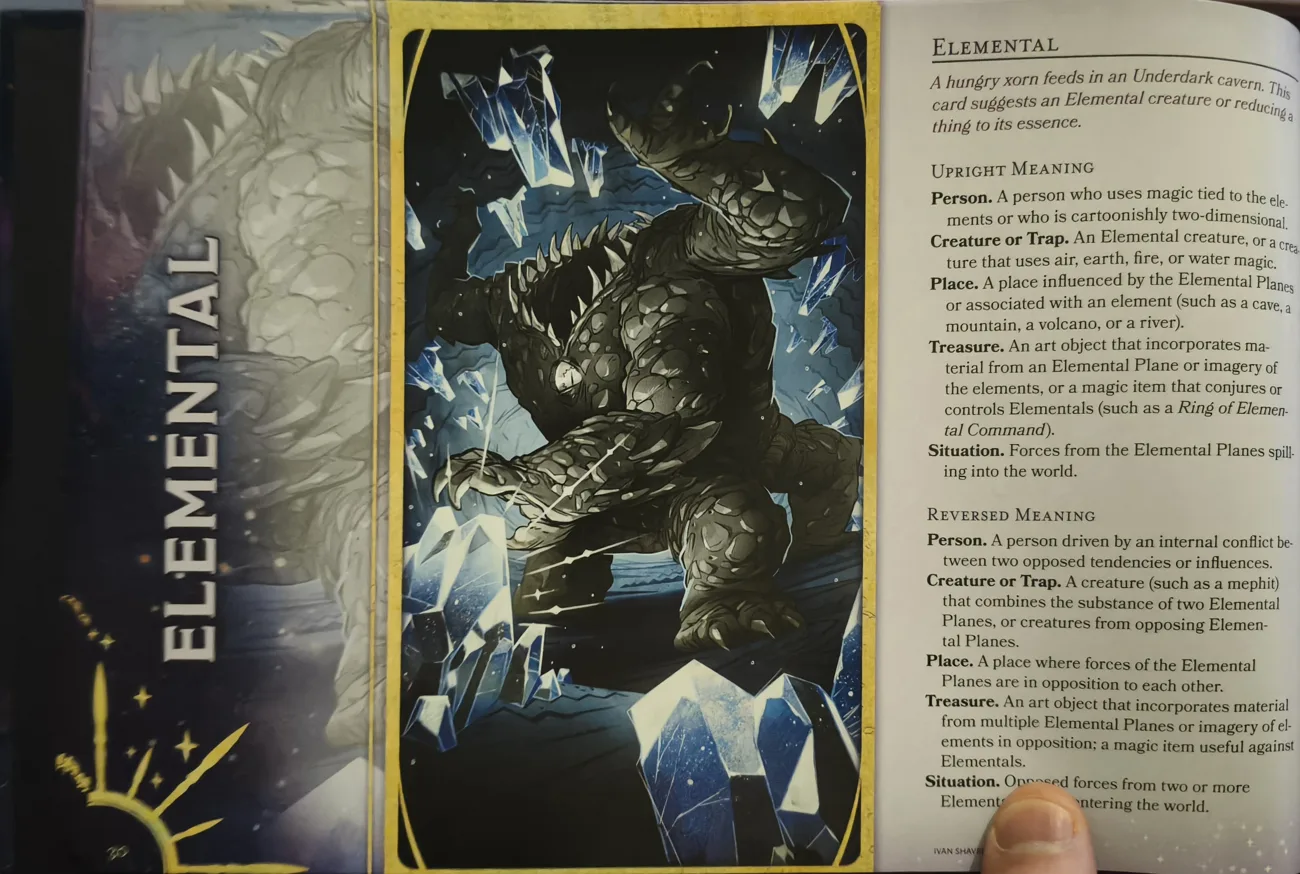 ELEMENTAL
30
ELEMENTAL
A hungry xorn feeds in an Underdark cavern. This
card suggests an Elemental creature or reducing a
thing to its essence.
UPRIGHT MEANING
Person. A person who uses magic tied to the ele-
ments or who is cartoonishly two-dimensional.
Creature or Trap. An Elemental creature, or a crea-
ture that uses air, earth, fire, or water magic.
Place. A place influenced by the Elemental Planes
or associated with an element (such as a cave, a
mountain, a volcano, or a river).
Treasure. An art object that incorporates ma-
terial from an Elemental Plane or imagery of
the elements, or a magic item that conjures or
controls Elementals (such as a Ring of Elemen-
tal Command).
Situation. Forces from the Elemental Planes spill-
ing into the world.
REVERSED MEANING
Person. A person driven by an internal conflict be-
tween two opposed tendencies or influences.
Creature or Trap. A creature (such as a mephit)
that combines the substance of two Elemental
Planes, or creatures from opposing Elemen-
tal Planes.
Place. A place where forces of the Elemental
Planes are in opposition to each other.
Treasure. An art object that incorporates material
from multiple Elemental Planes or imagery of el-
ements in opposition; a magic item useful against
Elementals.
Situation. Opposed forces from two or more
entering the world.
IVAN